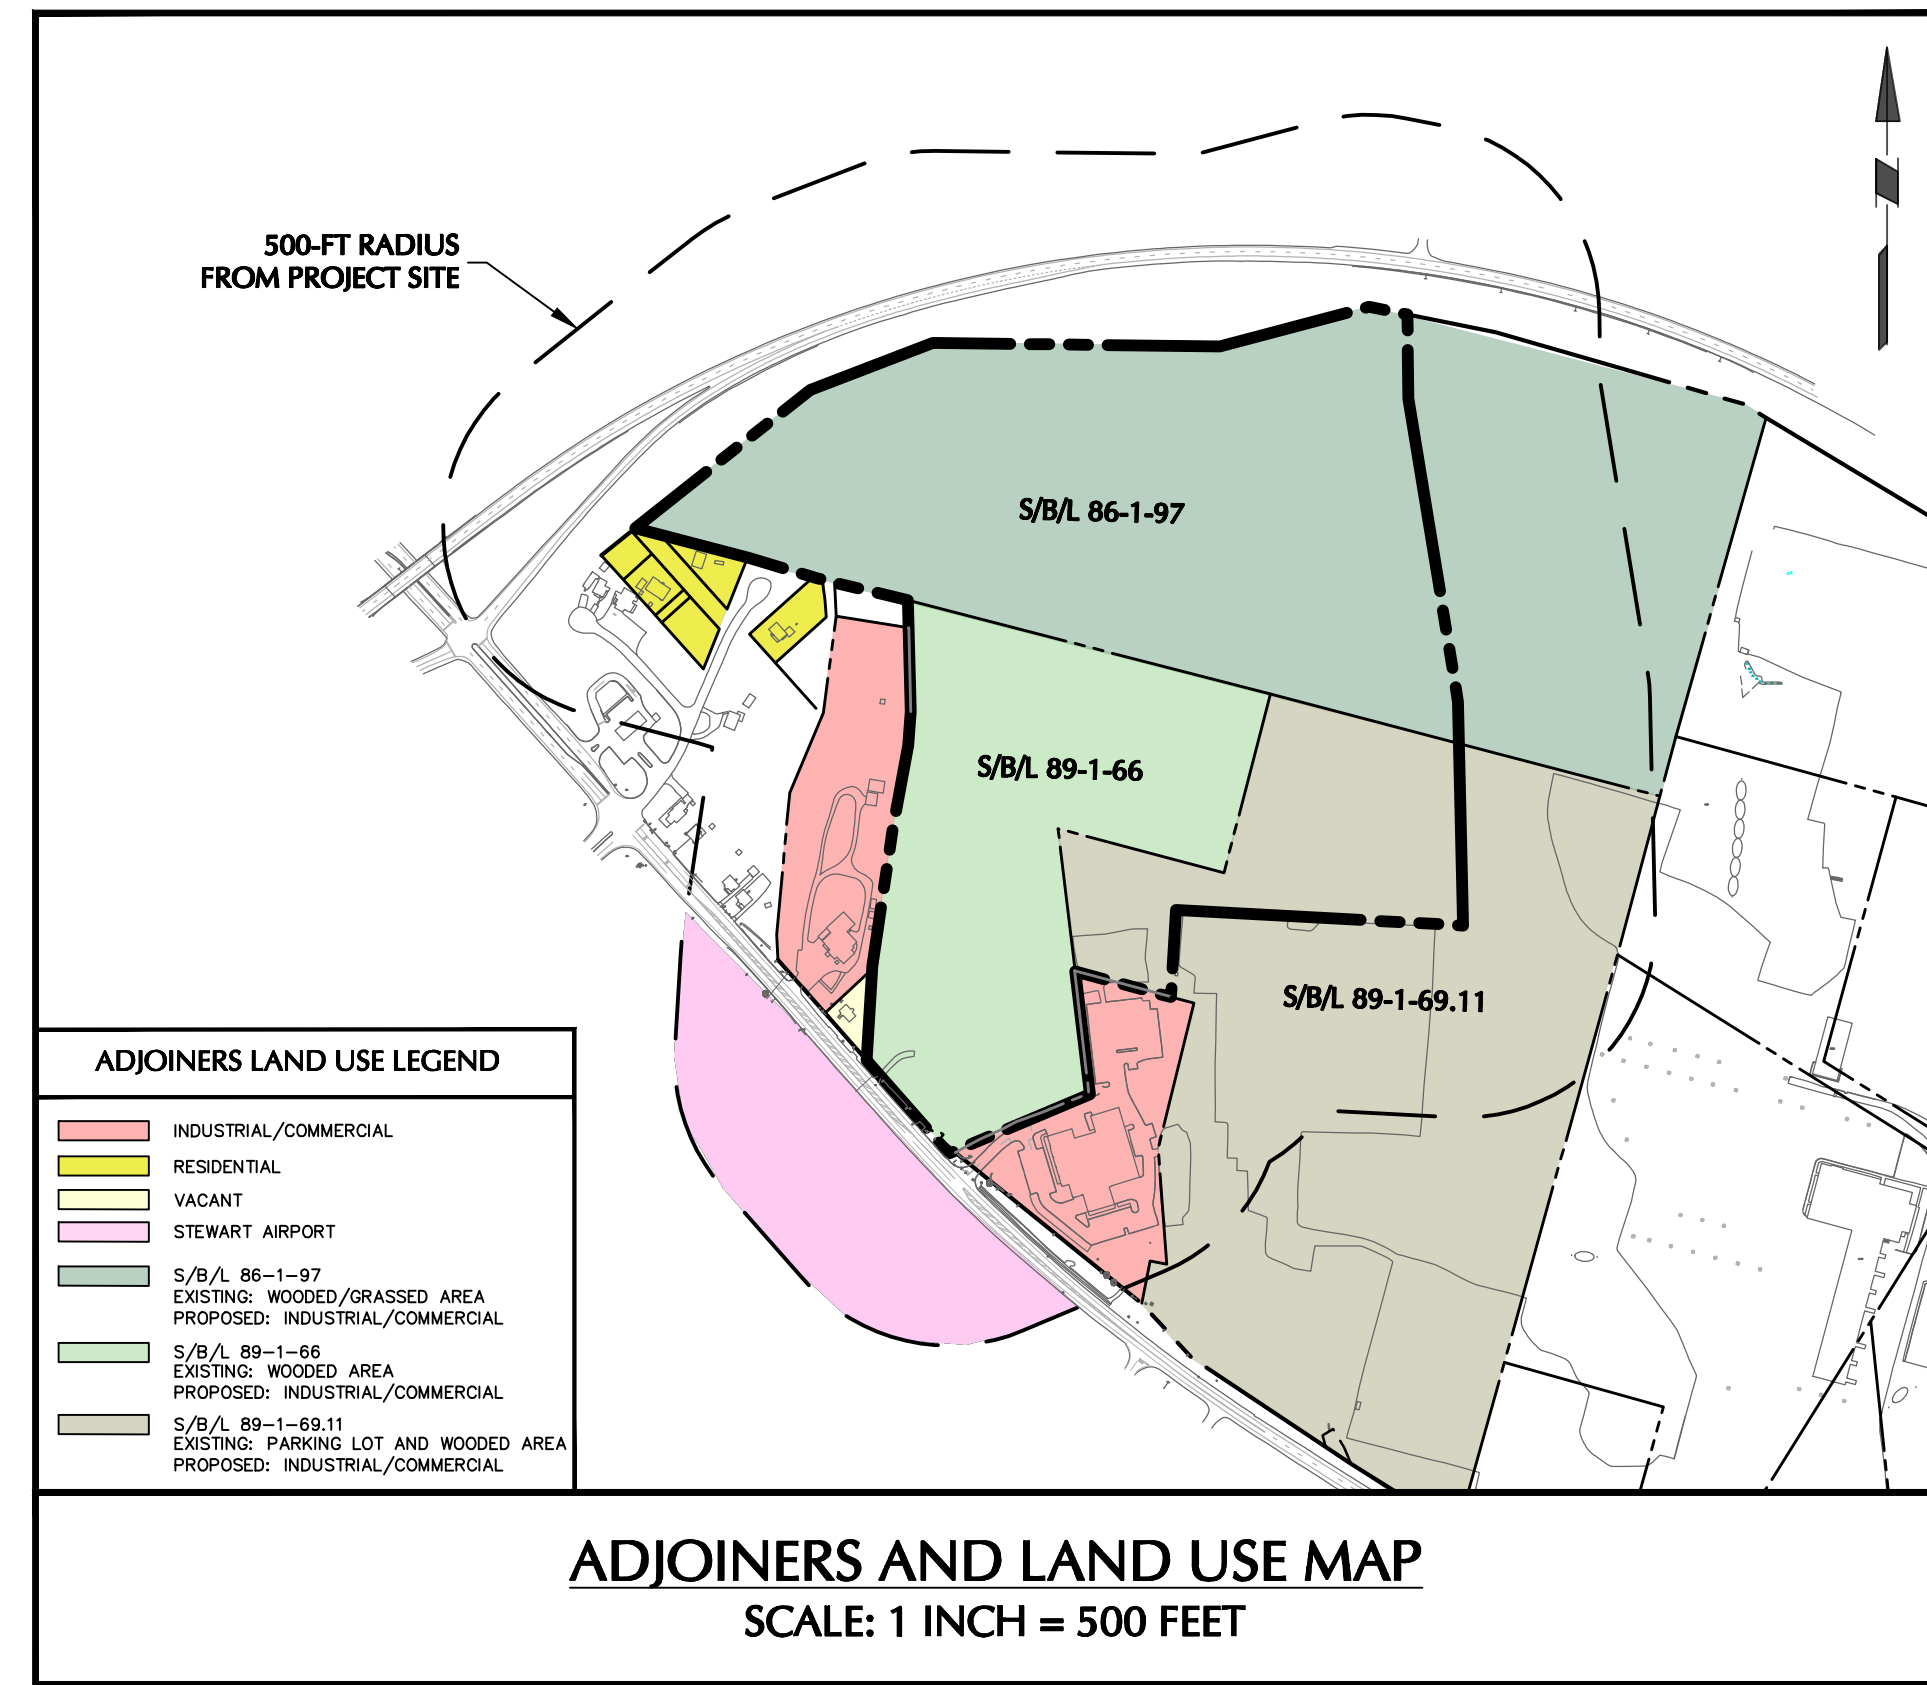 500-FT RADIUS
FROM PROJECT SITE
S/B/L 86-1-97
S/B/L 89-1-66
S/B/L 89-1-69.11
ADJOINERS LAND USE LEGEND
INDUSTRIAL/COMMERCIAL
RESIDENTIAL
VACANT
STEWART AIRPORT
S/B/L 86-1-97
EXISTING: WOODED/GRASSED AREA
PROPOSED: INDUSTRIAL/COMMERCIAL
S/B/L 89-1-66
EXISTING: WOODED AREA
PROPOSED: INDUSTRIAL/COMMERCIAL
S/B/L 89-1-69.11
EXISTING: PARKING LOT AND WOODED AREA
PROPOSED: INDUSTRIAL/COMMERCIAL
ADJOINERS AND LAND USE MAP
SCALE: 1 INCH = 500 FEET